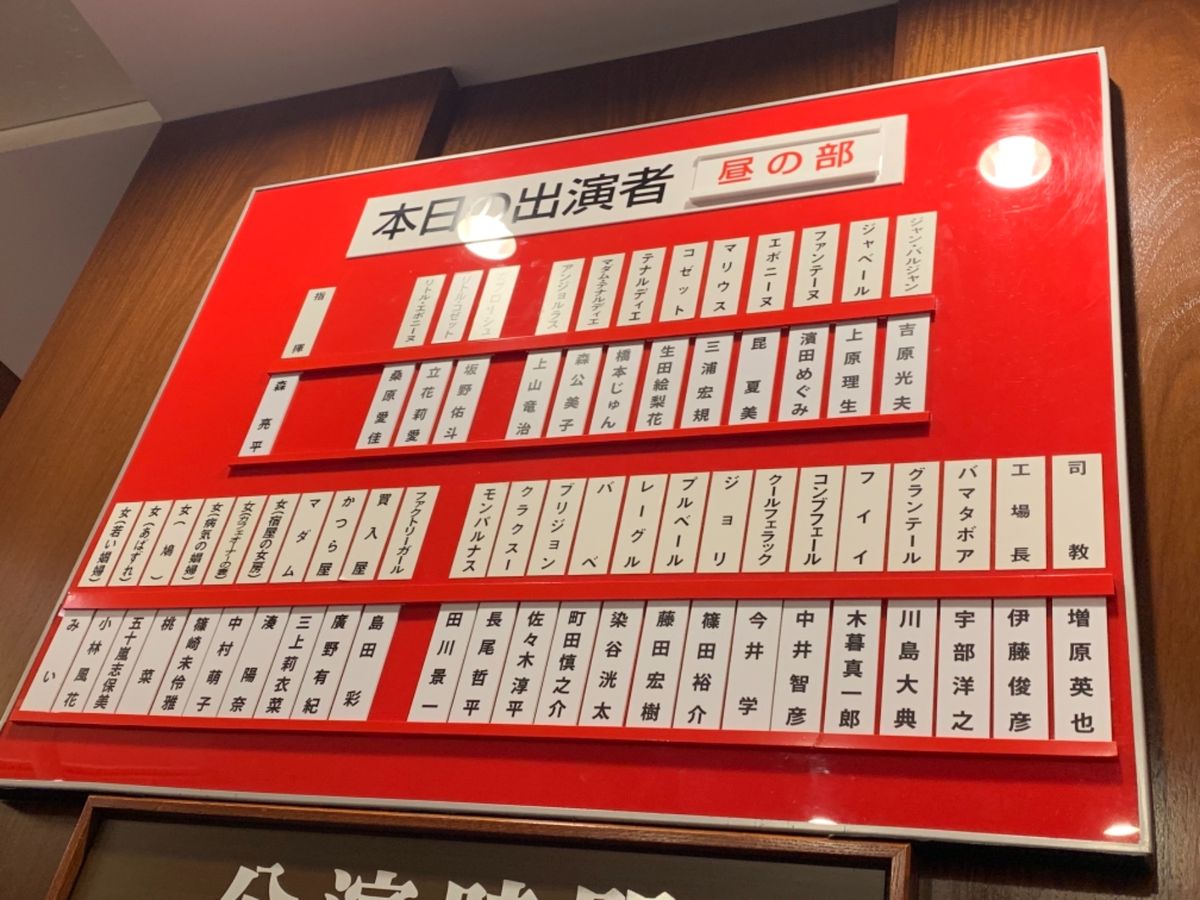 本日の出演者
昼の部
ジャン・バルジャン
ジャベール
ファンテーヌ
エポニーヌ
マリウス
コゼット
テナルディエ
マダム・テナルディエ
アンジョルラス
ガブローシュ
リトル・コゼット
リトル・エポニーヌ
指揮
吉原光夫
上原理生
濱田めぐみ
昆夏美
三浦宏規
生田絵梨花
橋本じゅん
森公美子
上山竜治
坂野佑斗
立花莉愛
桑原愛佳
森亮平
司教
工場長
バマタボア
グランテール
フイイ
コンブフェール
クールフェラック
ジョリ
プルベール
レーグル
バベ
ブリジョン
クラクスー
モンパルナス
ファクトリーガール
買入屋
かつら屋
マダム
女(宿屋の女房)
女(カフェオーナーの妻)
女(病気の娼婦)
女(鳩)
女(あばずれ)
女(若い娼婦)
増原英也
伊藤俊彦
宇部洋之
川島大典
木暮真一郎
中井智彦
今井学
篠田裕介
藤田宏樹
染谷洸太
町田慎之介
佐々木淳平
長尾哲平
田川景一
島田彩
廣野有紀
三上莉衣菜
湊陽奈
中村萌子
篠崎未伶雅
桃菜
五十嵐志保美
小林風花
みい